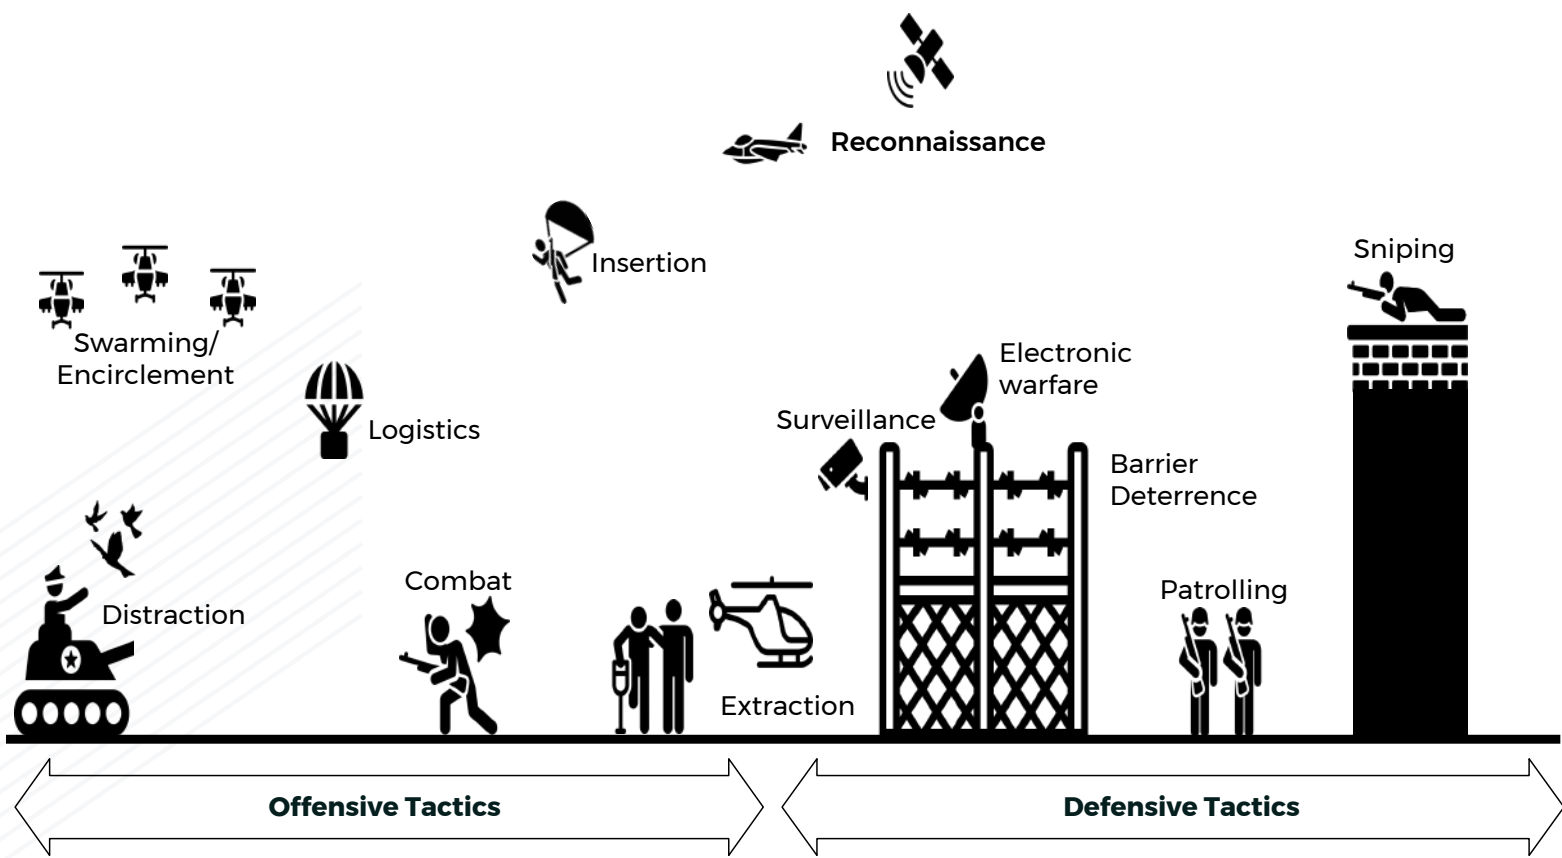 Reconnaissance
Insertion
Sniping
Swarming/
Encirclement
Electronic
warfare
Surveillance
Logistics
Barrier
Deterrence
Combat
Patrolling
Distraction
Extraction
Offensive Tactics
Defensive Tactics